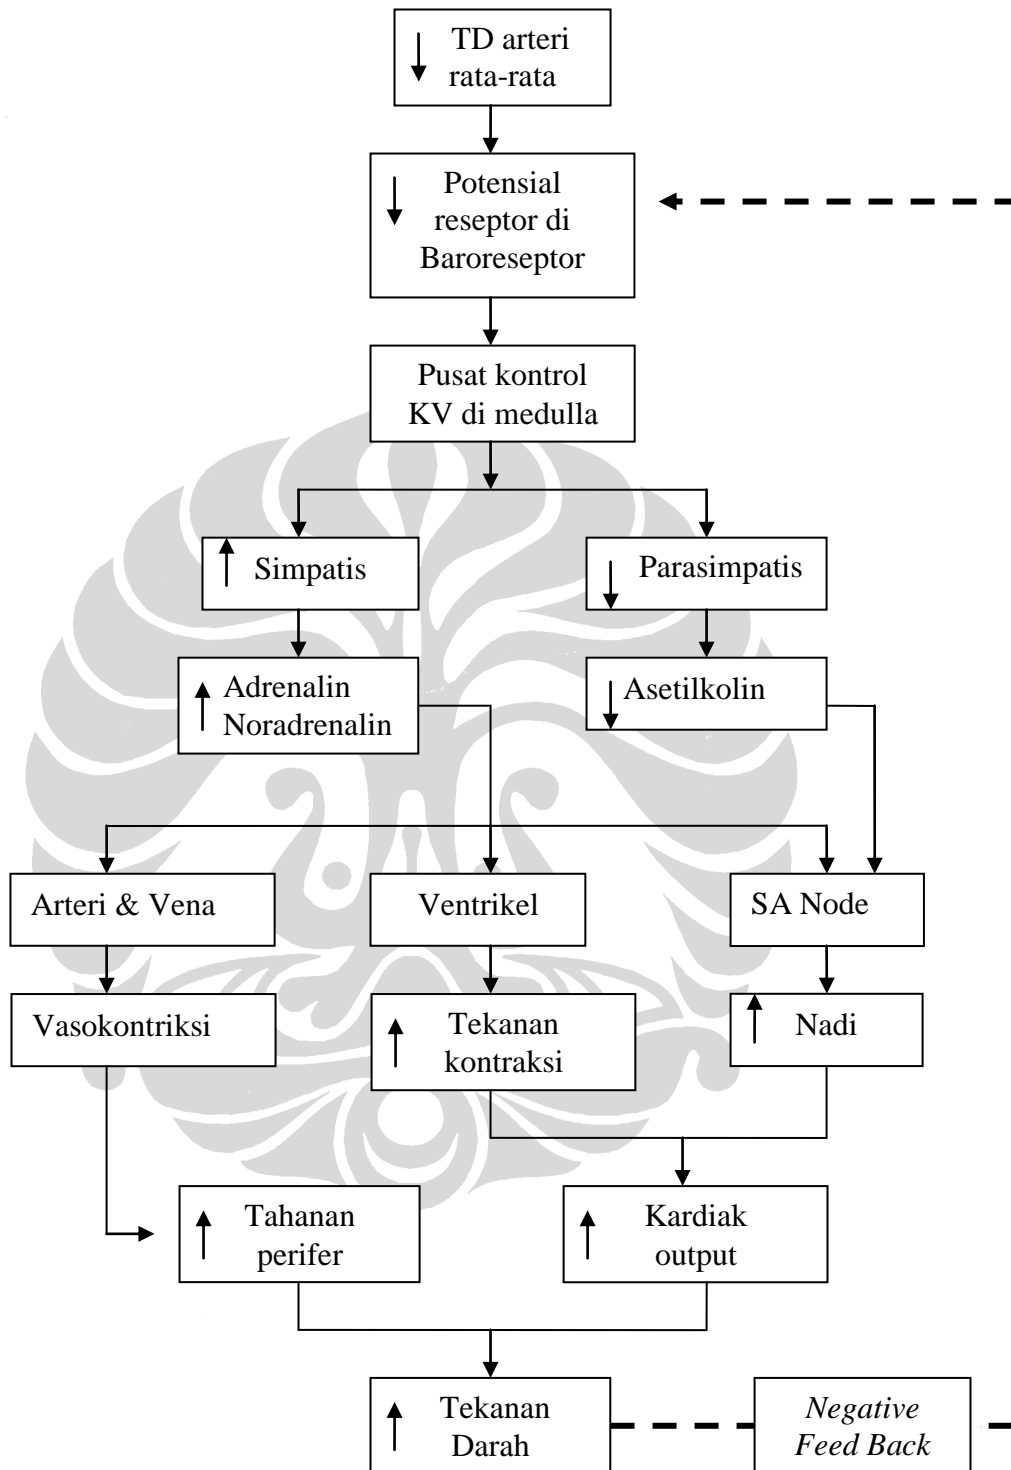 ↓ TD arteri
rata-rata
↓ Potensial
reseptor di
Baroreseptor
Pusat kontrol
KV di medulla
↑ Simpatis
↓ Parasimpatis
↑ Adrenalin
Noradrenalin
↓ Asetilkolin
Arteri & Vena
Ventrikel
SA Node
Vasokontriksi
↑ Tekanan
kontraksi
↑ Nadi
↑ Tahanan
perifer
↑ Kardiak
output
↑ Tekanan
Darah
Negative
Feed Back